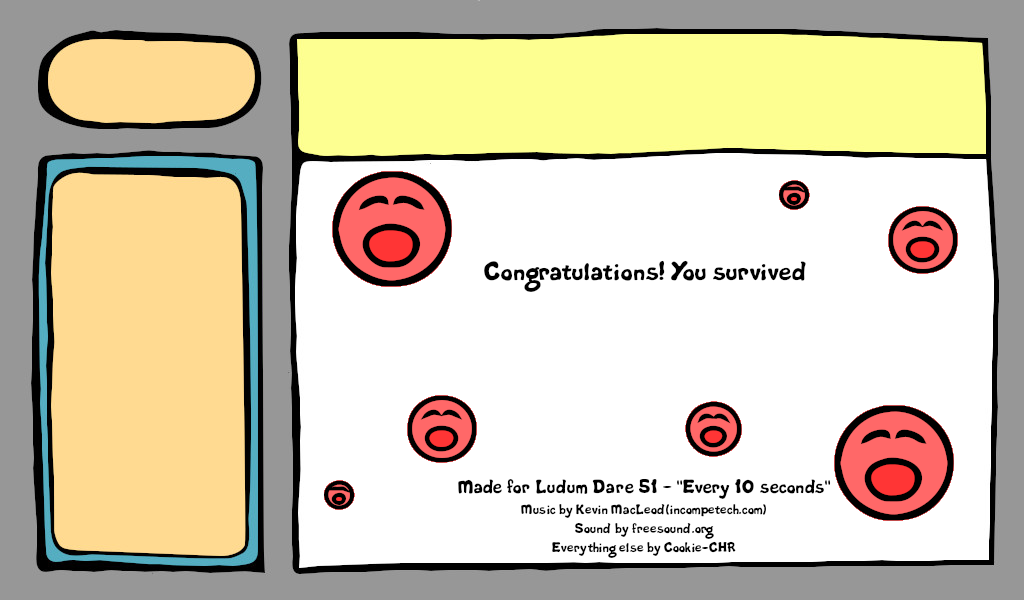 Congratulations! You survived
Made for Ludum Dare 51 - "Every 10 seconds"
Music by Kevin MacLeod(incompetech.com)
Sound by freesound.org
Everything else by Cookie-CHR